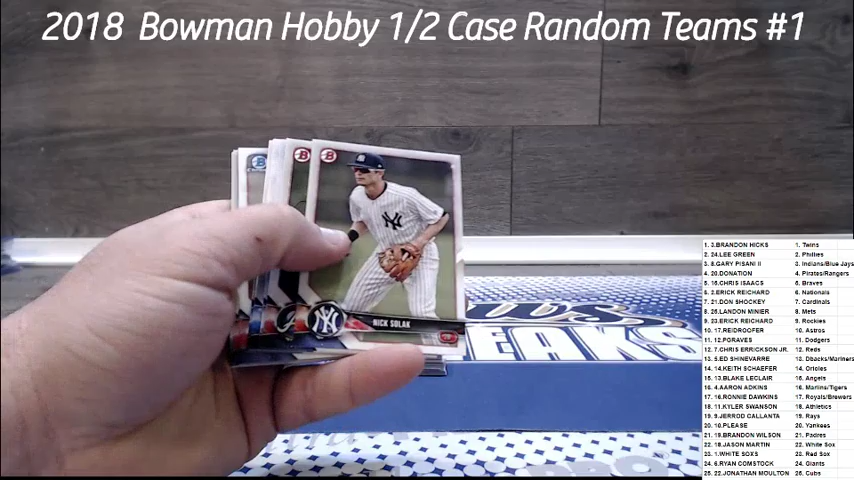 2018 Bowman Hobby 1/2 Case Random Teams #1
NICK SOLAK
EAKS
1. 3.BRANDON HICKS 1. Twins
2. 24.LEE GREEN 2. Phillies
3. 8.GARY PISANI II 3. Indians/Blue Jays
4. 20.DONATION 4. Pirates/Rangers
5. 15.CHRIS ISAACS 5. Braves
6. 2.ERICK REICHARD 6. Nationals
7. 21.DON SHOCKEY 7. Cardinals
8. 25.LANDON MINIER 8. Mets
9. 23.ERICK REICHARD 9. Rockies
10. 17.REIDROOFER 10. Astros
11. 12.PGRAVES 11. Dodgers
12. 7.CHRIS ERRICKSON JR. 12. Reds
13. 5.ED SHINEVARRE 13. Dbacks/Mariners
14. 14.KEITH SCHAEFER 14. Orioles
15. 13.BLAKE LECLAIR 15. Angels
16. 4.AARON ADKINS 16. Marlins/Tigers
17. 16.RONNIE DAWKINS 17. Royals/Brewers
18. 11.KYLER SWANSON 18. Athletics
19. 9.JERROD CALLANTA 19. Rays
20. 10.PLEASE 20. Yankees
21. 19.BRANDON WILSON 21. Padres
22. 18.JASON MARTIN 22. White Sox
23. 1.WHITE SOXS 23. Red Sox
24. 6.RYAN COMSTOCK 24. Giants
25. 22.JONATHAN MOULTON 25. Cubs